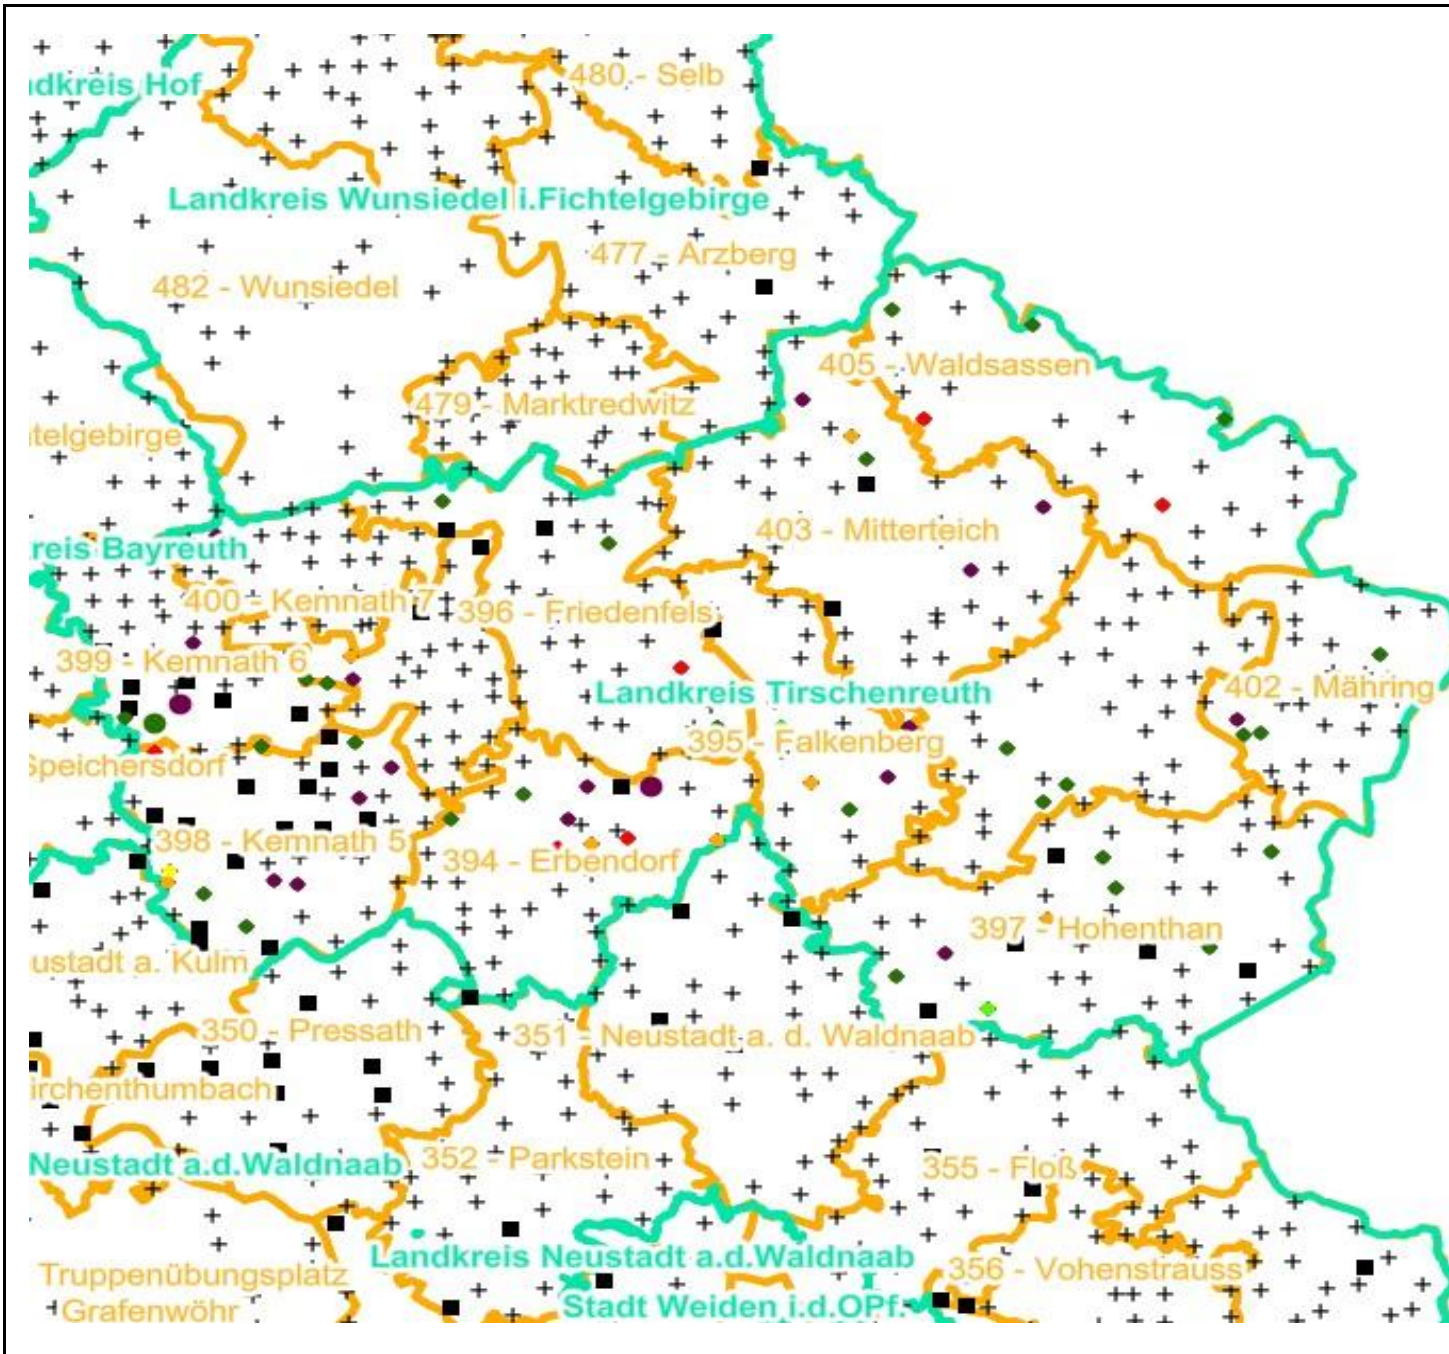 480 - Selb
ndkreis Hof
Landkreis Wunsiedel i.Fichtelgebirge
477 - Arzberg
482 - Wunsiedel
405 - Waldsassen
479 - Marktredwitz
htelgebirge
403 - Mitterteich
reis Bayreuth
400 - Kemnath 7
396 - Friedenfels
399 - Kemnath 6
Landkreis Tirschenreuth
402 - Mähring
395 - Falkenberg
Speichersdorf
398 - Kemnath 5
394 - Erbendorf
397 - Hohenthan
ustadt a. Kulm
350 - Pressath
351 - Neustadt a. d. Waldnaab
irchenthumbach
Neustadt a.d.Waldnaab
352 - Parkstein
355 - Floß
Landkreis Neustadt a.d.Waldnaab
356 - Vohenstrauss
Truppenübungsplatz
Grafenwöhr
Stadt Weiden i.d.OPf.